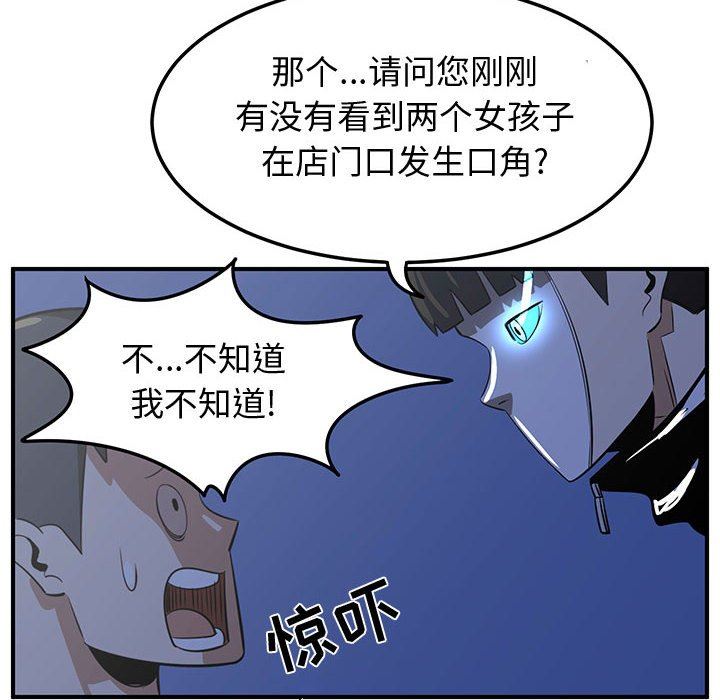 那个...请问您刚刚
有没有看到两个女孩子
在店门口发生口角?
不...不知道
我不知道!
惊吓